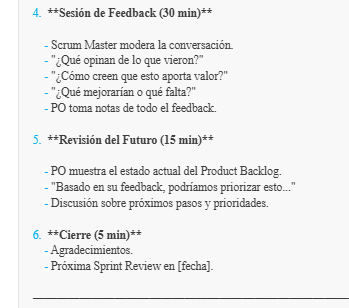 4. **Sesión de Feedback (30 min)**
- Scrum Master modera la conversación.
- "¿Qué opinan de lo que vieron?"
- "¿Cómo creen que esto aporta valor?"
- "¿Qué mejorarían o qué falta?"
- PO toma notas de todo el feedback.
5. **Revisión del Futuro (15 min)**
- PO muestra el estado actual del Product Backlog.
- "Basado en su feedback, podríamos priorizar esto..."
- Discusión sobre próximos pasos y prioridades.
6. **Cierre (5 min)**
- Agradecimientos.
- Próxima Sprint Review en [fecha].